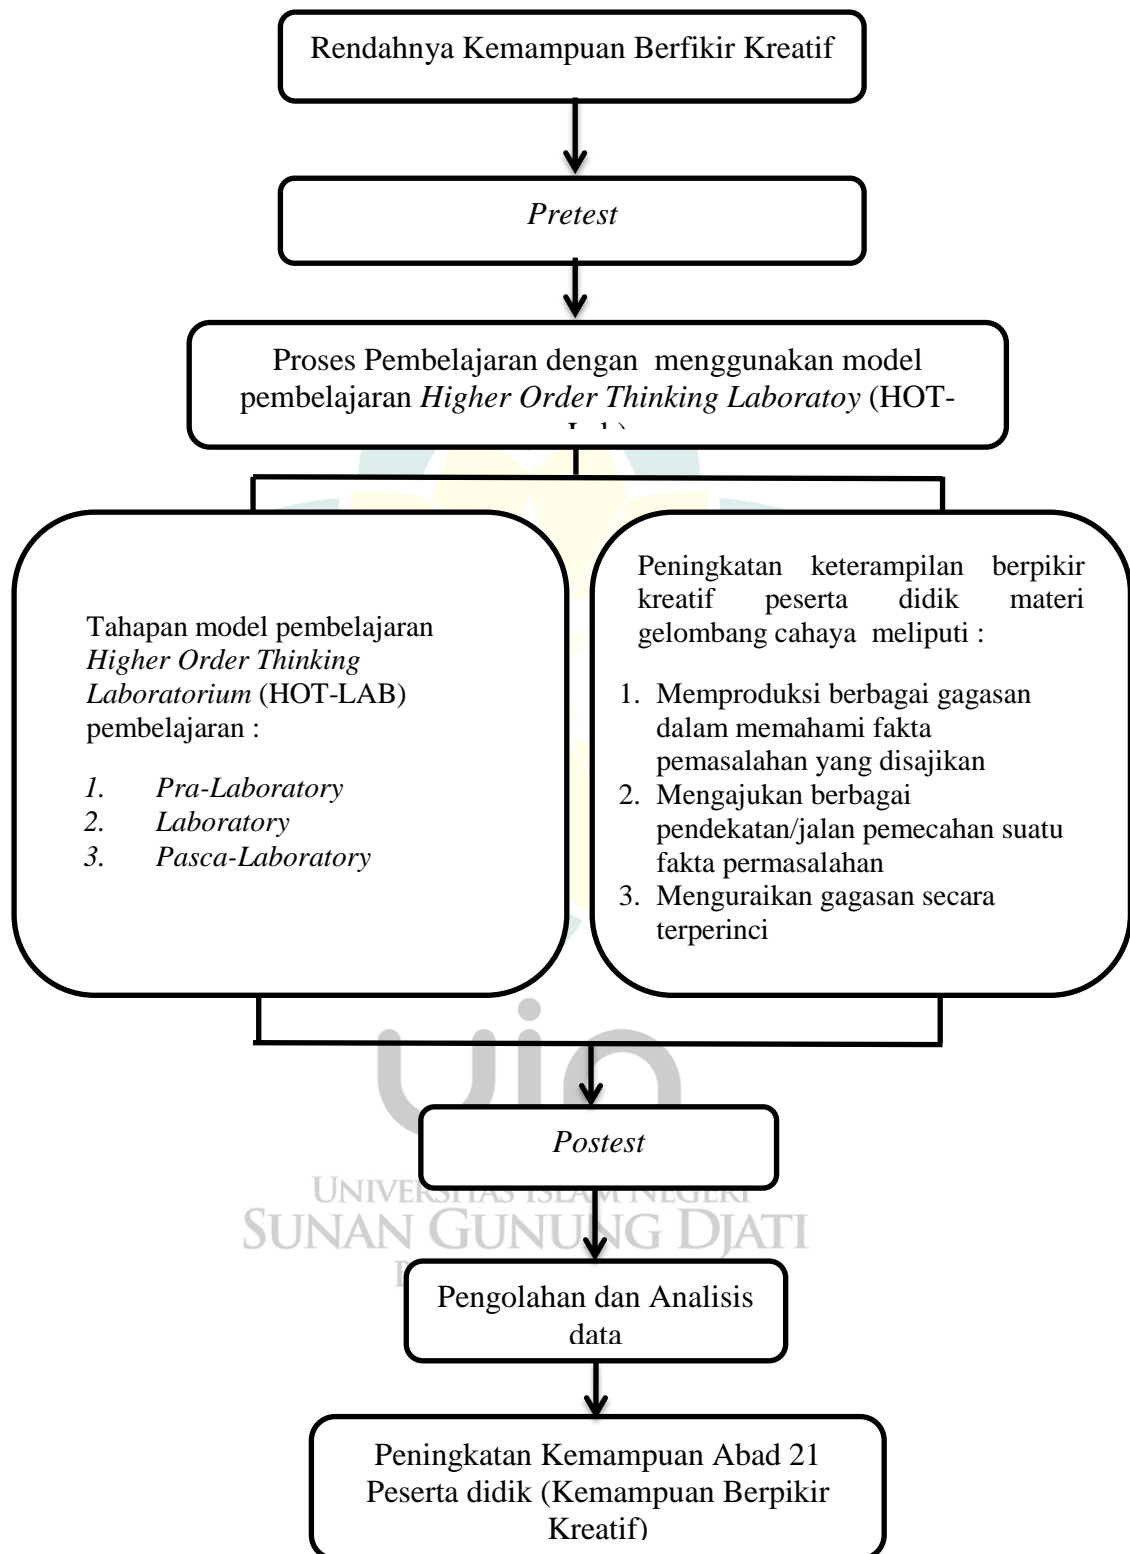 Rendahnya Kemampuan Berfikir Kreatif
Pretest
Proses Pembelajaran dengan menggunakan model
pembelajaran Higher Order Thinking Laboratoy (HOT-
Tahapan model pembelajaran
Higher Order Thinking
Laboratorium (HOT-LAB)
pembelajaran :
1. Pra-Laboratory
2. Laboratory
3. Pasca-Laboratory
Peningkatan keterampilan berpikir
kreatif peserta didik materi
gelombang cahaya meliputi :
1. Memproduksi berbagai gagasan
dalam memahami fakta
pemasalahan yang disajikan
2. Mengajukan berbagai
pendekatan/jalan pemecahan suatu
fakta permasalahan
3. Menguraikan gagasan secara
terperinci
uin
Postest
UNIVERSITAS ISLAM NEGERI
SUNAN GUNUNG DJATI
Pengolahan dan Analisis
data
Peningkatan Kemampuan Abad 21
Peserta didik (Kemampuan Berpikir
Kreatif)